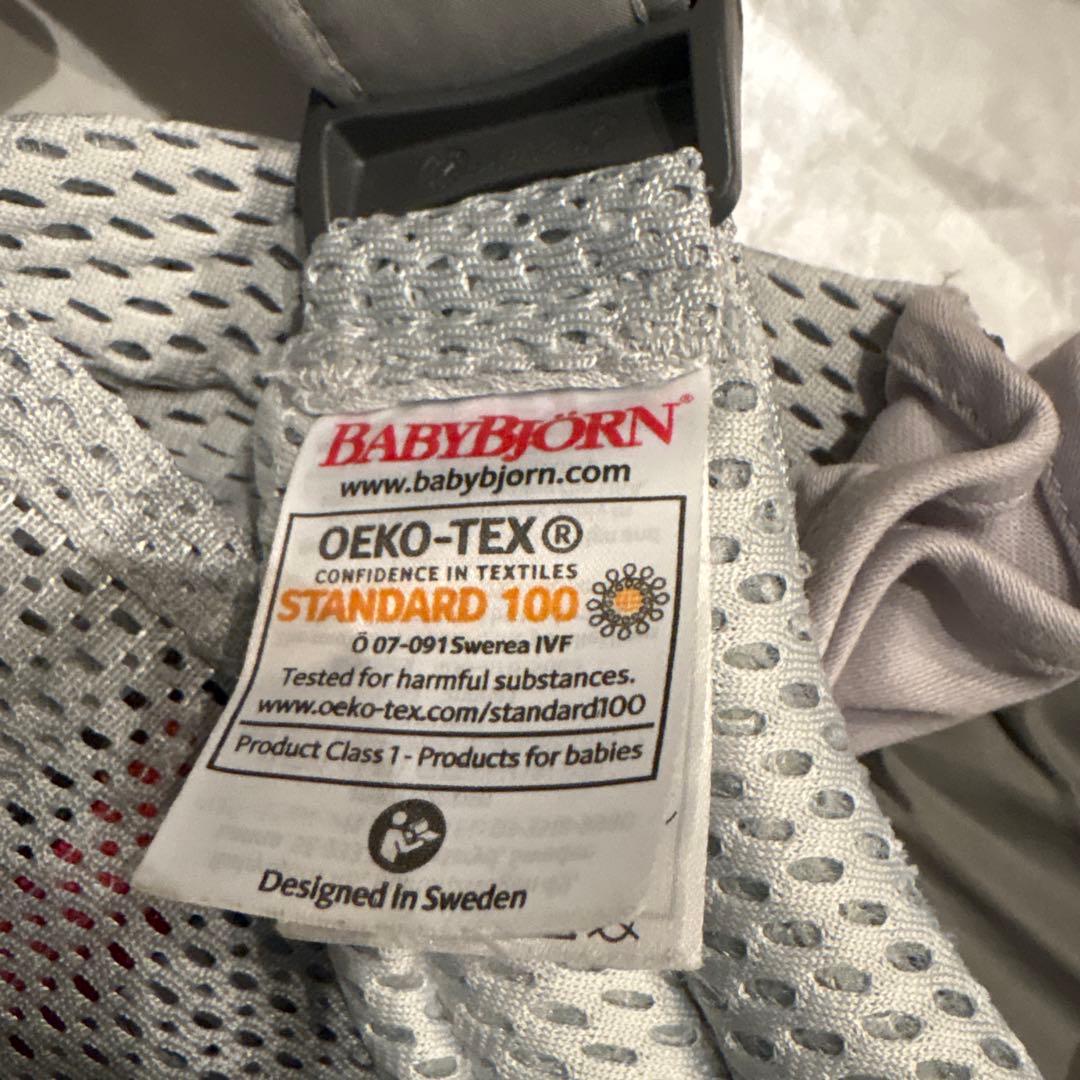 BABYBJÖRN®
www.babybjorn.com
OEKO-TEX®
CONFIDENCE IN TEXTILES
STANDARD 100
Ö 07-091 Swerea IVF
Tested for harmful substances.
www.oeko-tex.com/standard100
Product Class 1 - Products for babies
Designed in Sweden